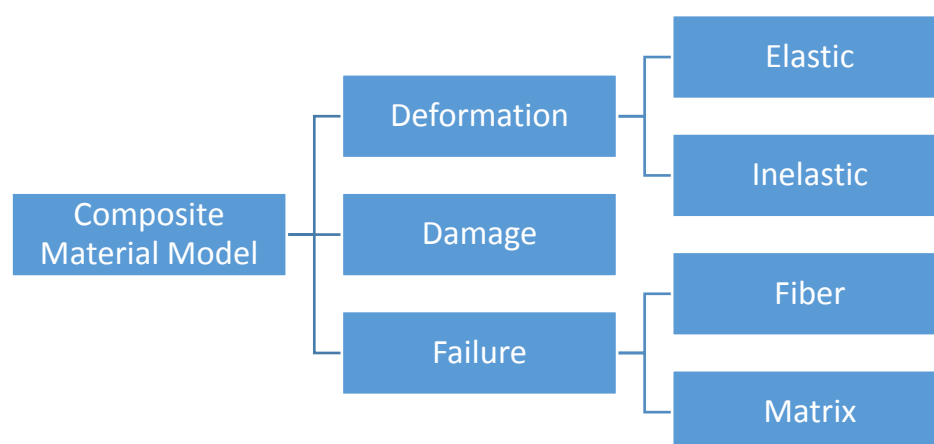 Composite
Material Model
Deformation
Damage
Failure
Elastic
Inelastic
Fiber
Matrix